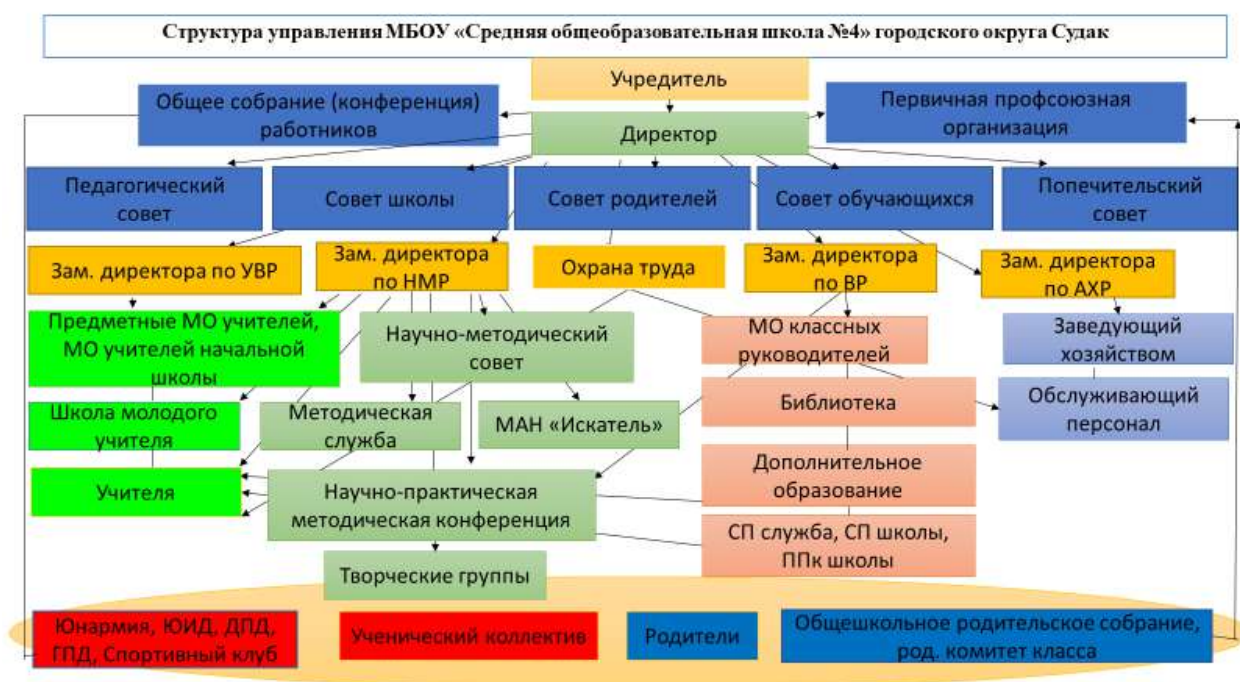 Структура управления МБОУ «Средняя общеобразовательная школа №4» городского округа Судак
Учредитель
Общее собрание (конференция)
работников
Первичная профсоюзная
организация
Директор
Педагогический
совет
Совет школы
Совет родителей
Совет обучающихся
Попечительский
совет
Зам. директора по УВР
Зам. директора
по НМР
Охрана труда
Зам. директора
по ВР
Зам. директора
по АХР
Предметные МО учителей,
МО учителей начальной
школы
Научно-методический
совет
МО классных
руководителей
Заведующий
хозяйством
Школа молодого
учителя
Методическая
служба
МАН «Искатель»
Библиотека
Обслуживающий
персонал
Учителя
Научно-практическая
методическая конференция
Дополнительное
образование
СП служба, СП школы,
ППк школы
Творческие группы
Юнармия, ЮИД, ДПД,
ГПД, Спортивный клуб
Ученический коллектив
Родители
Общешкольное родительское собрание,
род. комитет класса